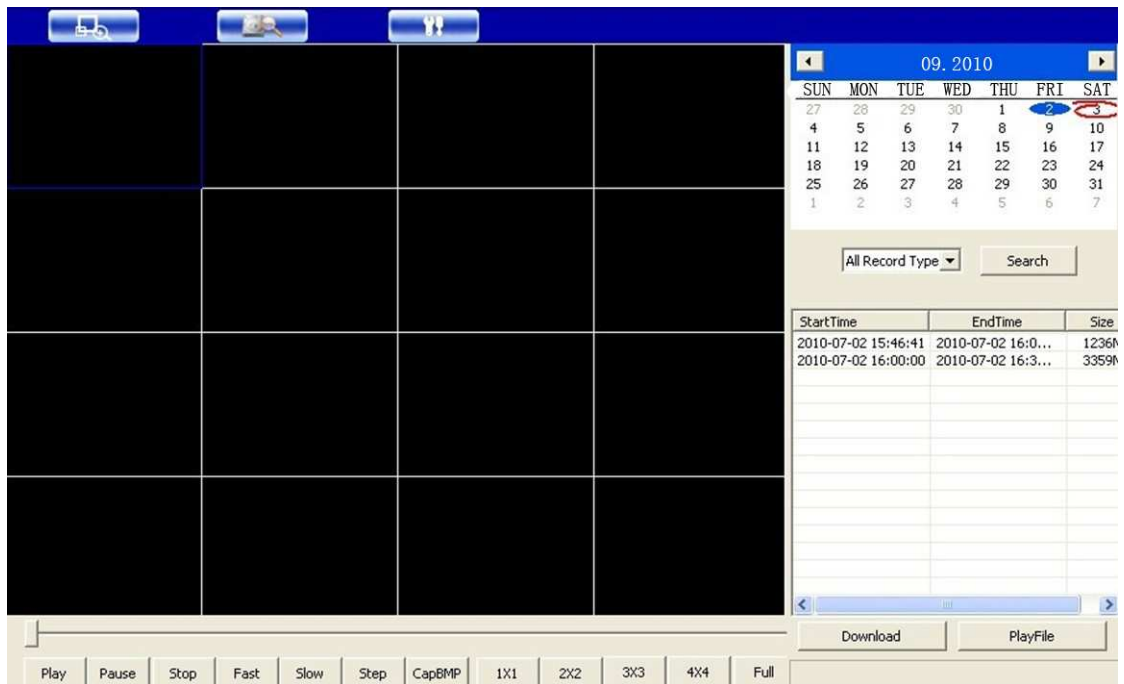 09. 2010
SUN MON TUE WED THU FRI SAT
27 28 29 30 1 2 3
4 5 6 7 8 9 10
11 12 13 14 15 16 17
18 19 20 21 22 23 24
25 26 27 28 29 30 31
1 2 3 4 5 6 7
All Record Type Search
StartTime EndTime Size
2010-07-02 15:46:41 2010-07-02 16:0... 1236M
2010-07-02 16:00:00 2010-07-02 16:3... 3359M
Download PlayFile
Play Pause Stop Fast Slow Step CapBMP 1X1 2X2 3X3 4X4 Full